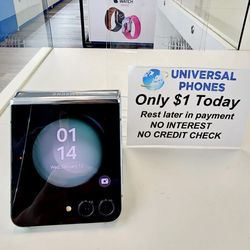 WATCH
UNIVERSAL
PHONES
Only $1 Today
Rest later in payment
NO INTEREST
NO CREDIT CHECK
01
14